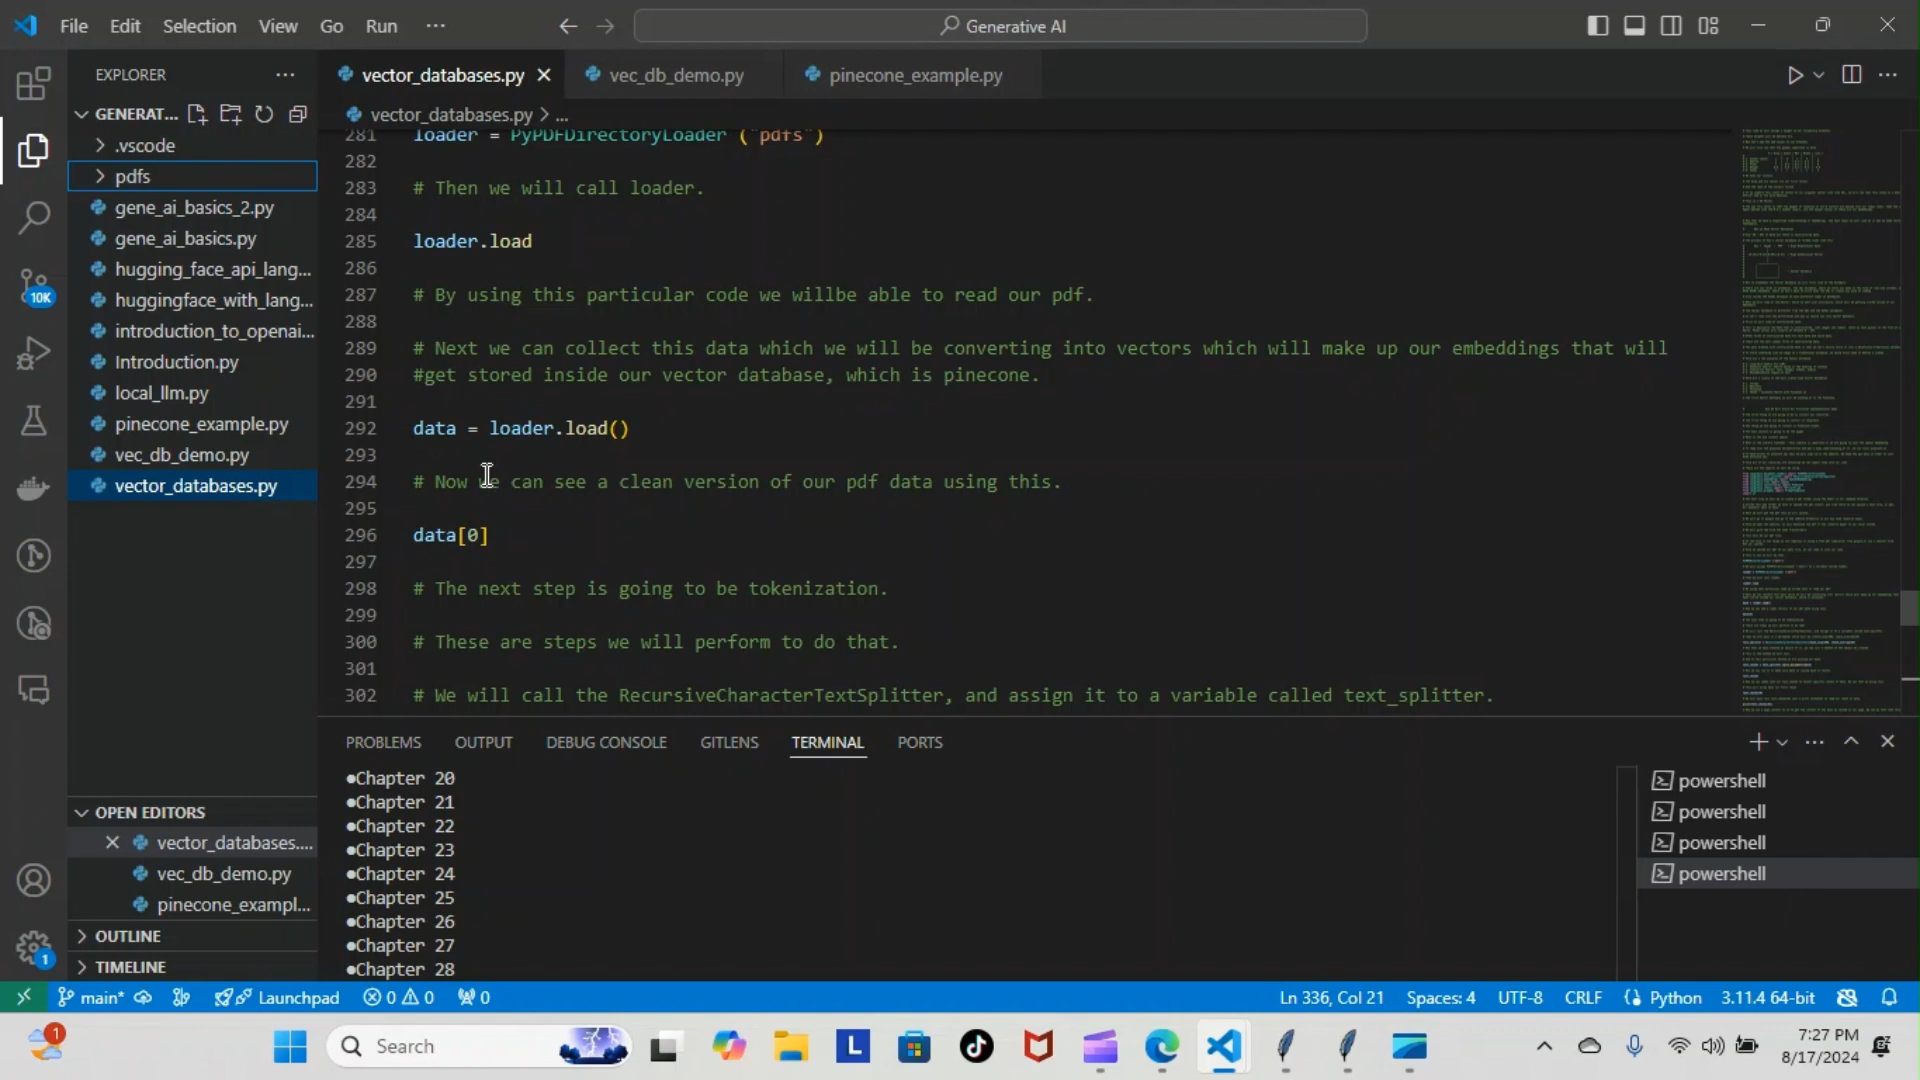 File Edit Selection View Go Run ···
Generative AI
EXPLORER
vector_databases.py
vec_db_demo.py
pinecone_example.py
GENERAT...
vector_databases.py > ...
.vscode
pdfs
gene_ai_basics_2.py
gene_ai_basics.py
hugging_face_api_lang...
huggingface_with_lang...
introduction_to_openai...
Introduction.py
local_llm.py
pinecone_example.py
vec_db_demo.py
vector_databases.py
10K
281 loader = PyPDFDirectoryLoader ("pdfs")
282
283 # Then we will call loader.
284
285 loader.load
286
287 # By using this particular code we willbe able to read our pdf.
288
289 # Next we can collect this data which we will be converting into vectors which will make up our embeddings that will
290 #get stored inside our vector database, which is pinecone.
291
292 data = loader.load()
293
294 # Now we can see a clean version of our pdf data using this.
295
296 data[0]
297
298 # The next step is going to be tokenization.
299
300 # These are steps we will perform to do that.
301
302 # We will call the RecursiveCharacterTextSplitter, and assign it to a variable called text_splitter.
PROBLEMS OUTPUT DEBUG CONSOLE GITLENS TERMINAL PORTS
●Chapter 20
●Chapter 21
●Chapter 22
●Chapter 23
●Chapter 24
●Chapter 25
●Chapter 26
●Chapter 27
●Chapter 28
powershell
powershell
powershell
powershell
OPEN EDITORS
vector_databases....
vec_db_demo.py
pinecone_exampl...
OUTLINE
TIMELINE
1
main* Launchpad 0 0 0 Ln 336, Col 21 Spaces: 4 UTF-8 CRLF Python 3.11.4 64-bit
1
Search
L
7:27 PM
8/17/2024